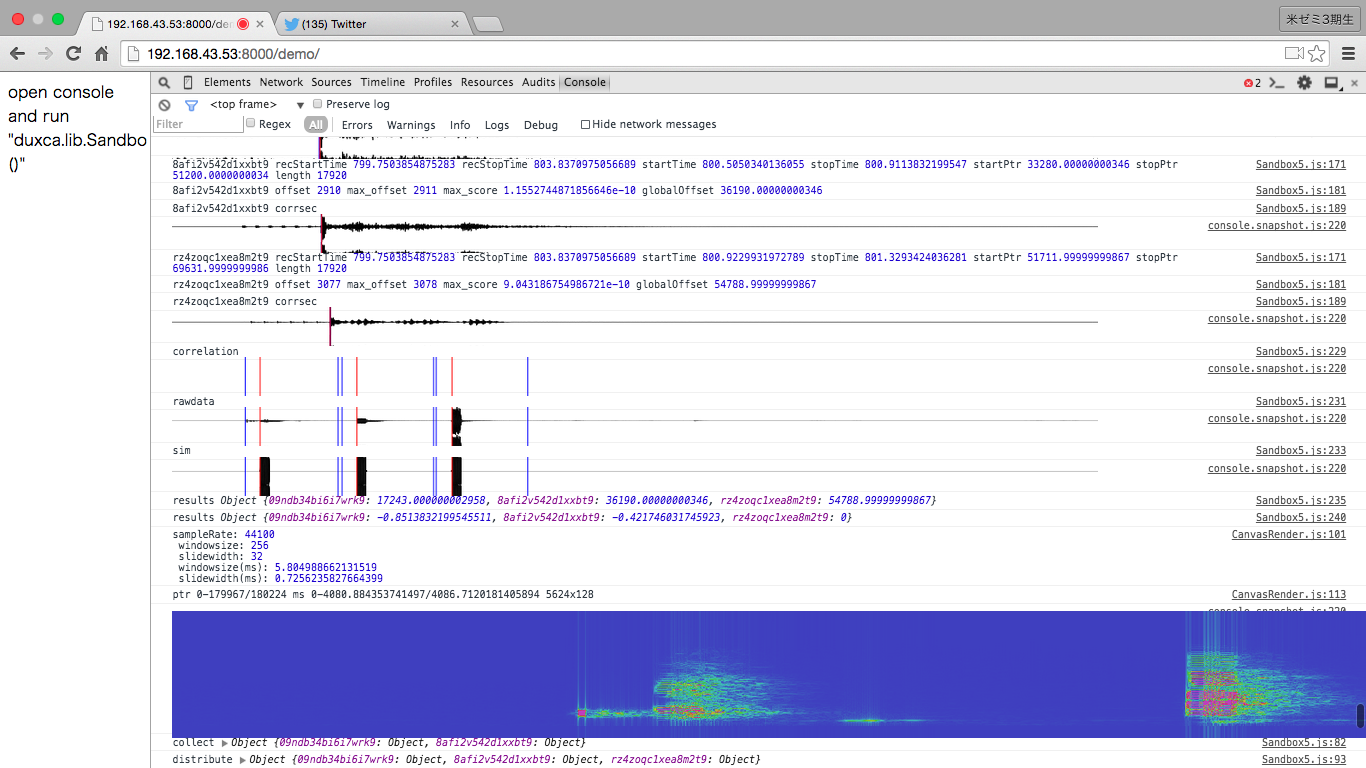 192.168.43.53:8000/de
(135) Twitter
米ゼミ3期生
192.168.43.53:8000/demo/
open console
and run
"duxca.lib.Sandbo
()"
Elements Network Sources Timeline Profiles Resources Audits Console
2
<top frame> Preserve log
Filter Regex All Errors Warnings Info Logs Debug Hide network messages
8afi2v542d1xxbt9 recStartTime 799.7503854875283 recStopTime 803.8370975056689 startTime 800.5050340136055 stopTime 800.9113832199547 startPtr 33280.00000000346 stopPtr Sandbox5.js:171
51200.0000000034 length 17920
8afi2v542d1xxbt9 offset 2910 max_offset 2911 max_score 1.1552744871856646e-10 globalOffset 36190.00000000346 Sandbox5.js:181
8afi2v542d1xxbt9 corrsec Sandbox5.js:189
console.snapshot.js:220
rz4zoqc1xea8m2t9 recStartTime 799.7503854875283 recStopTime 803.8370975056689 startTime 800.9229931972789 stopTime 801.3293424036281 startPtr 51711.99999999867 stopPtr Sandbox5.js:171
69631.9999999986 length 17920
rz4zoqc1xea8m2t9 offset 3077 max_offset 3078 max_score 9.043186754986721e-10 globalOffset 54788.99999999867 Sandbox5.js:181
rz4zoqc1xea8m2t9 corrsec Sandbox5.js:189
console.snapshot.js:220
correlation Sandbox5.js:229
console.snapshot.js:220
rawdata Sandbox5.js:231
console.snapshot.js:220
sim Sandbox5.js:233
console.snapshot.js:220
results Object {09ndb34bi6i7wrk9: 17243.000000002958, 8afi2v542d1xxbt9: 36190.00000000346, rz4zoqc1xea8m2t9: 54788.99999999867} Sandbox5.js:235
results Object {09ndb34bi6i7wrk9: -0.8513832199545511, 8afi2v542d1xxbt9: -0.421746031745923, rz4zoqc1xea8m2t9: 0} Sandbox5.js:240
sampleRate: 44100 CanvasRender.js:101
windowsize: 256
slidewidth: 32
windowsize(ms): 5.804988662131519
slidewidth(ms): 0.7256235827664399
ptr 0-179967/180224 ms 0-4080.884353741497/4086.7120181405894 5624x128 CanvasRender.js:113
console.snapshot.js:220
collect ▶Object {09ndb34bi6i7wrk9: Object, 8afi2v542d1xxbt9: Object} Sandbox5.js:82
distribute ▶Object {09ndb34bi6i7wrk9: Object, 8afi2v542d1xxbt9: Object, rz4zoqc1xea8m2t9: Object} Sandbox5.js:93